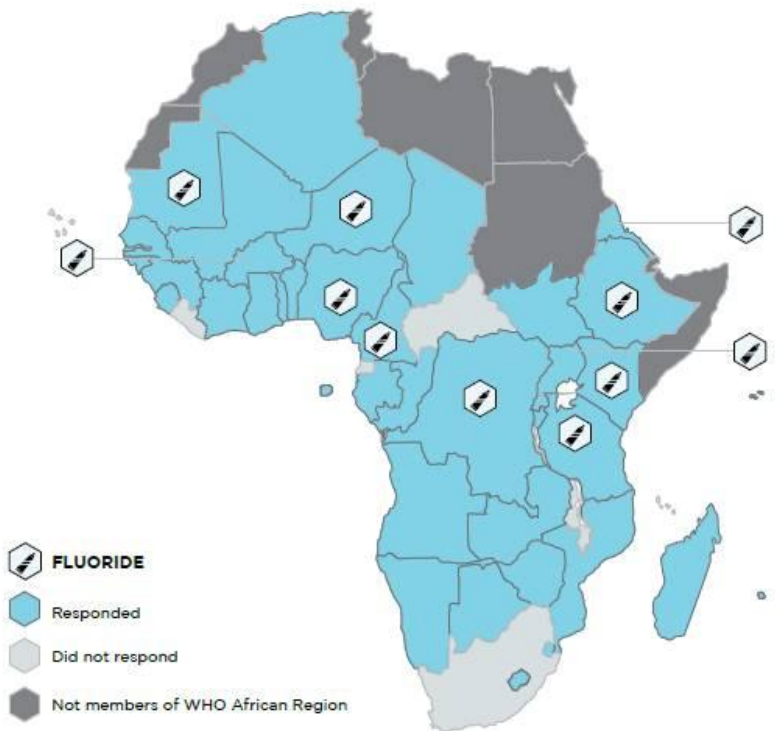 FLUORIDE
Responded
Did not respond
Not members of WHO African Region